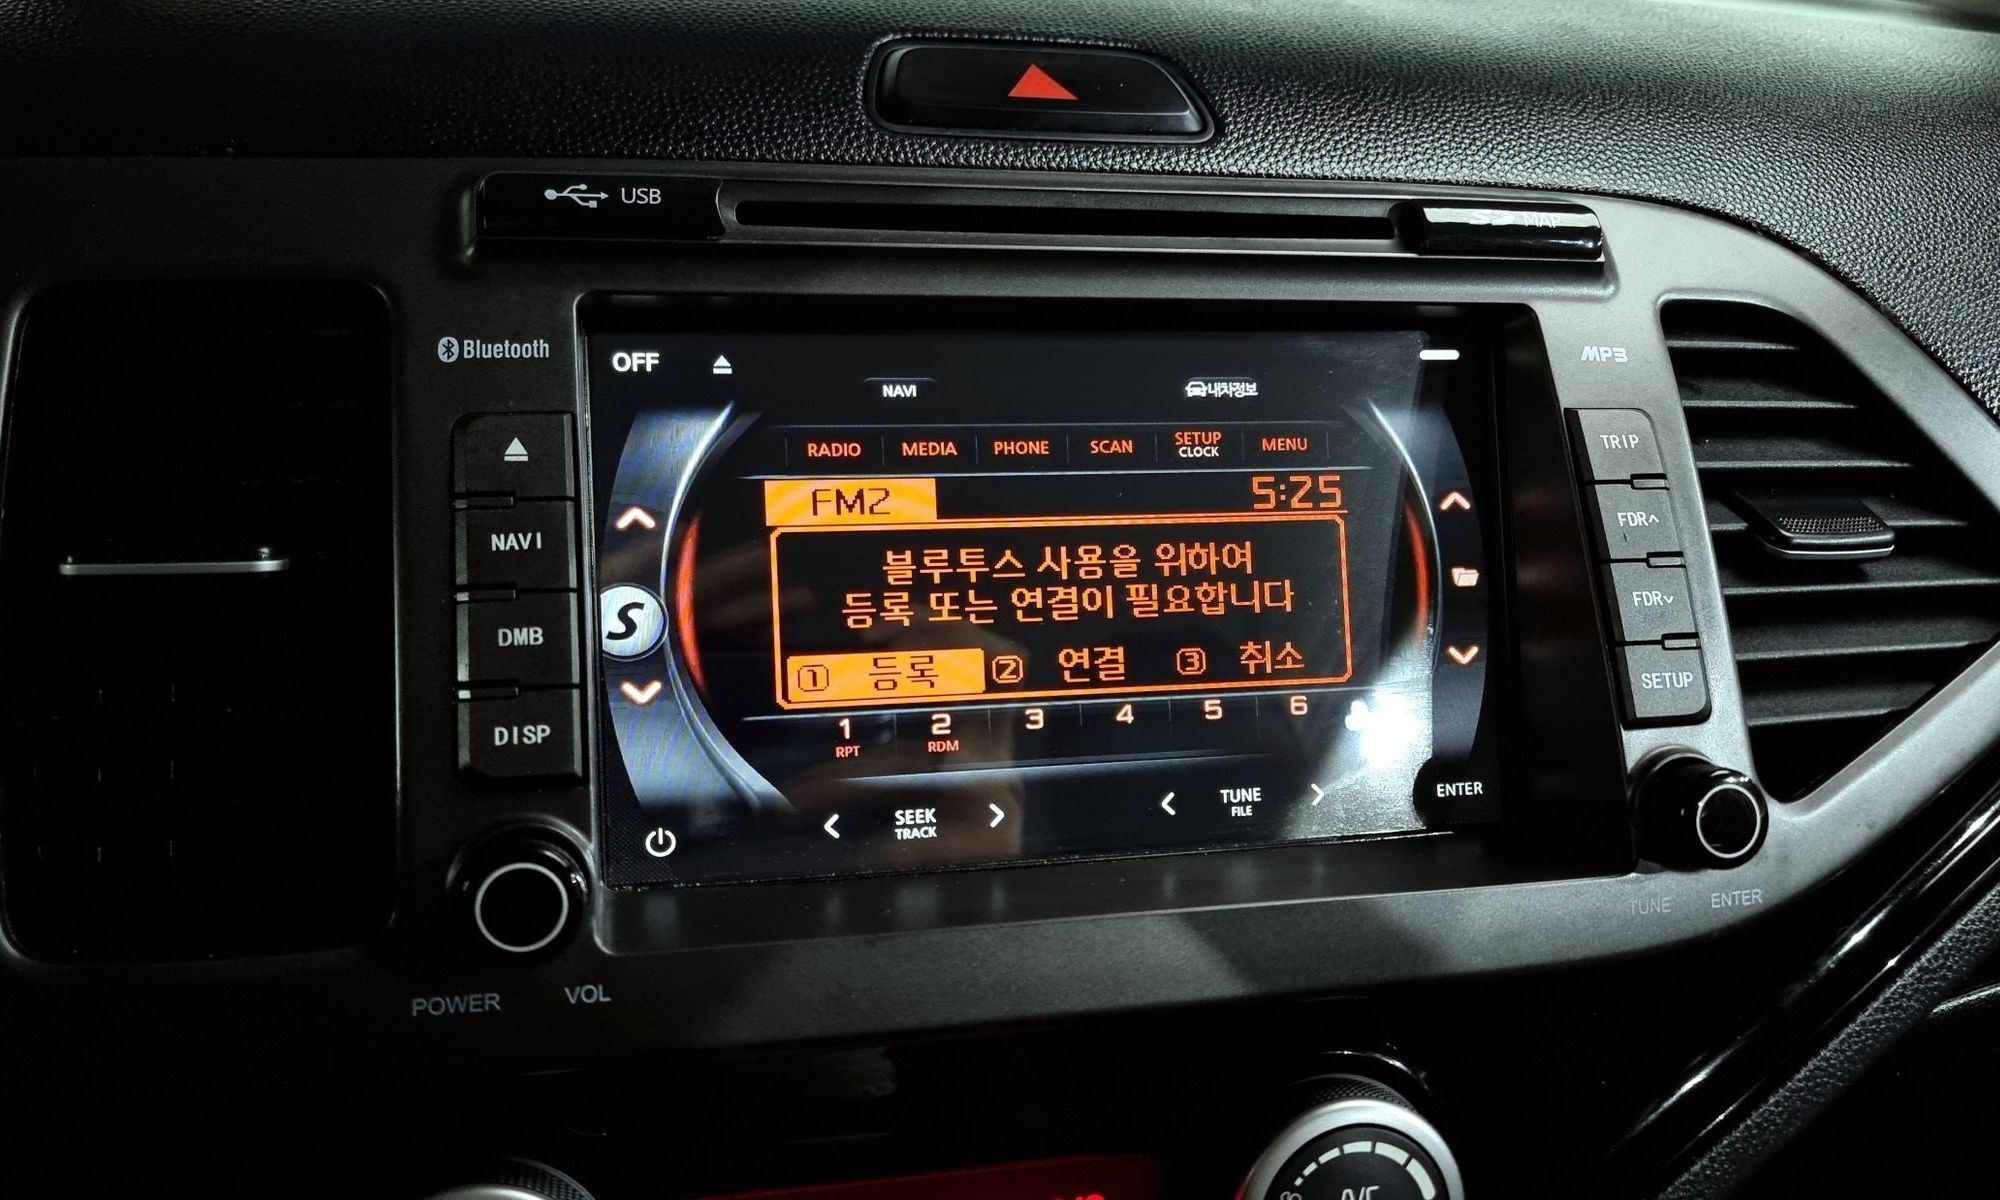 USB
SD MAP
Bluetooth
MP3
OFF
NAVI
내차정보
RADIO MEDIA PHONE SCAN SETUP MENU
CLOCK
FM2 5:25
블루투스 사용을 위하여
등록 또는 연결이 필요합니다
① 등록 ② 연결 ③ 취소
1 2 3 4 5 6
RPT RDM
SEEK
TRACK
TUNE
FILE
ENTER
S
NAVI
DMB
DISP
TRIP
FDR^
FDR˅
SETUP
POWER VOL
TUNE ENTER
A/C